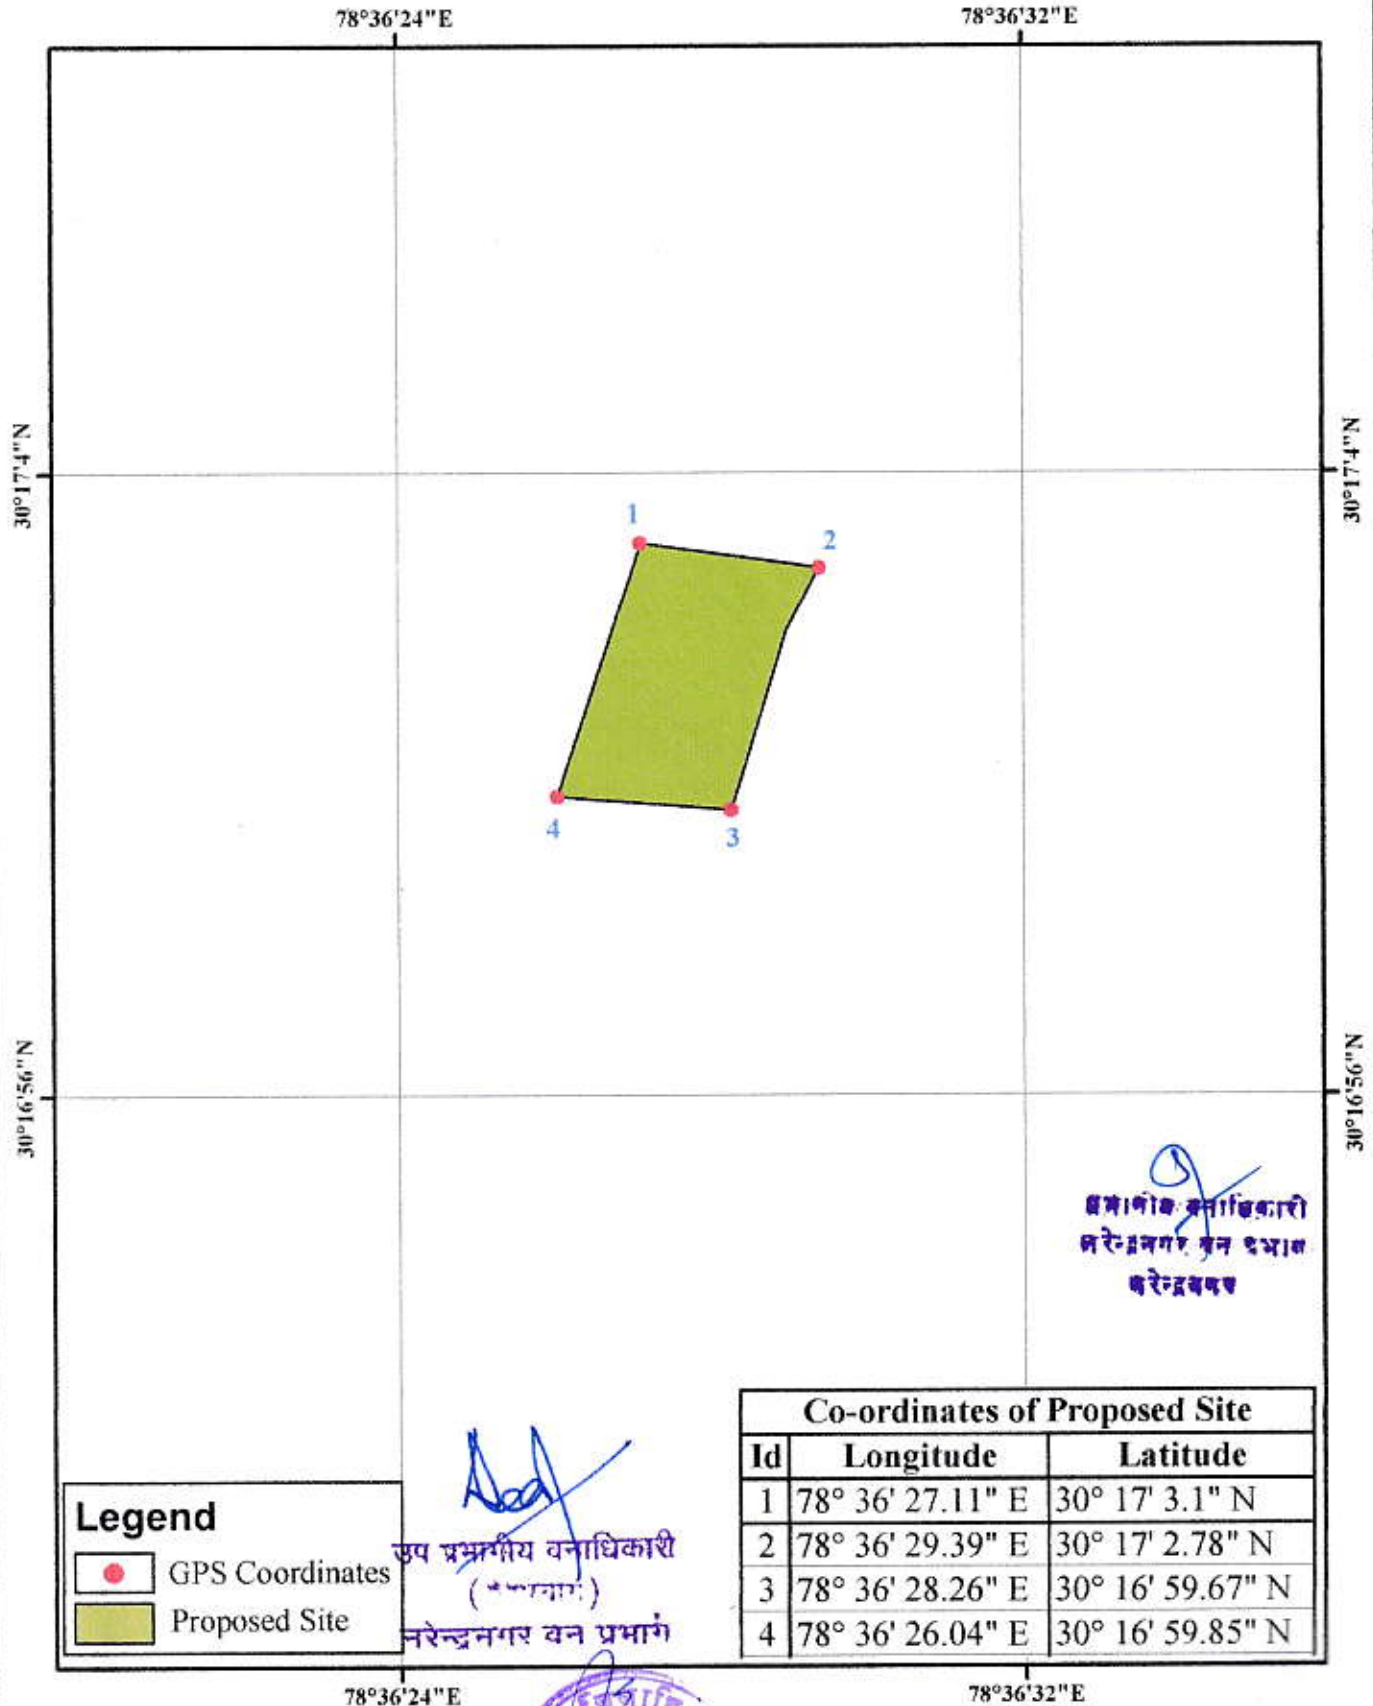 78°36'24"E 78°36'32"E
30°17'4"N 30°17'4"N
1
2
4
3
30°16'56"N 30°16'56"N
वनाधिकारी
नरेन्द्रनगर वन
Co-ordinates of Proposed Site
Id Longitude Latitude
1 78° 36' 27.11" E 30° 17' 3.1" N
2 78° 36' 29.39" E 30° 17' 2.78" N
3 78° 36' 28.26" E 30° 16' 59.67" N
4 78° 36' 26.04" E 30° 16' 59.85" N
Legend
GPS Coordinates
Proposed Site
उप प्रभागीय वनाधिकारी
नरेन्द्रनगर वन प्रभाग
78°36'24"E 78°36'32"E